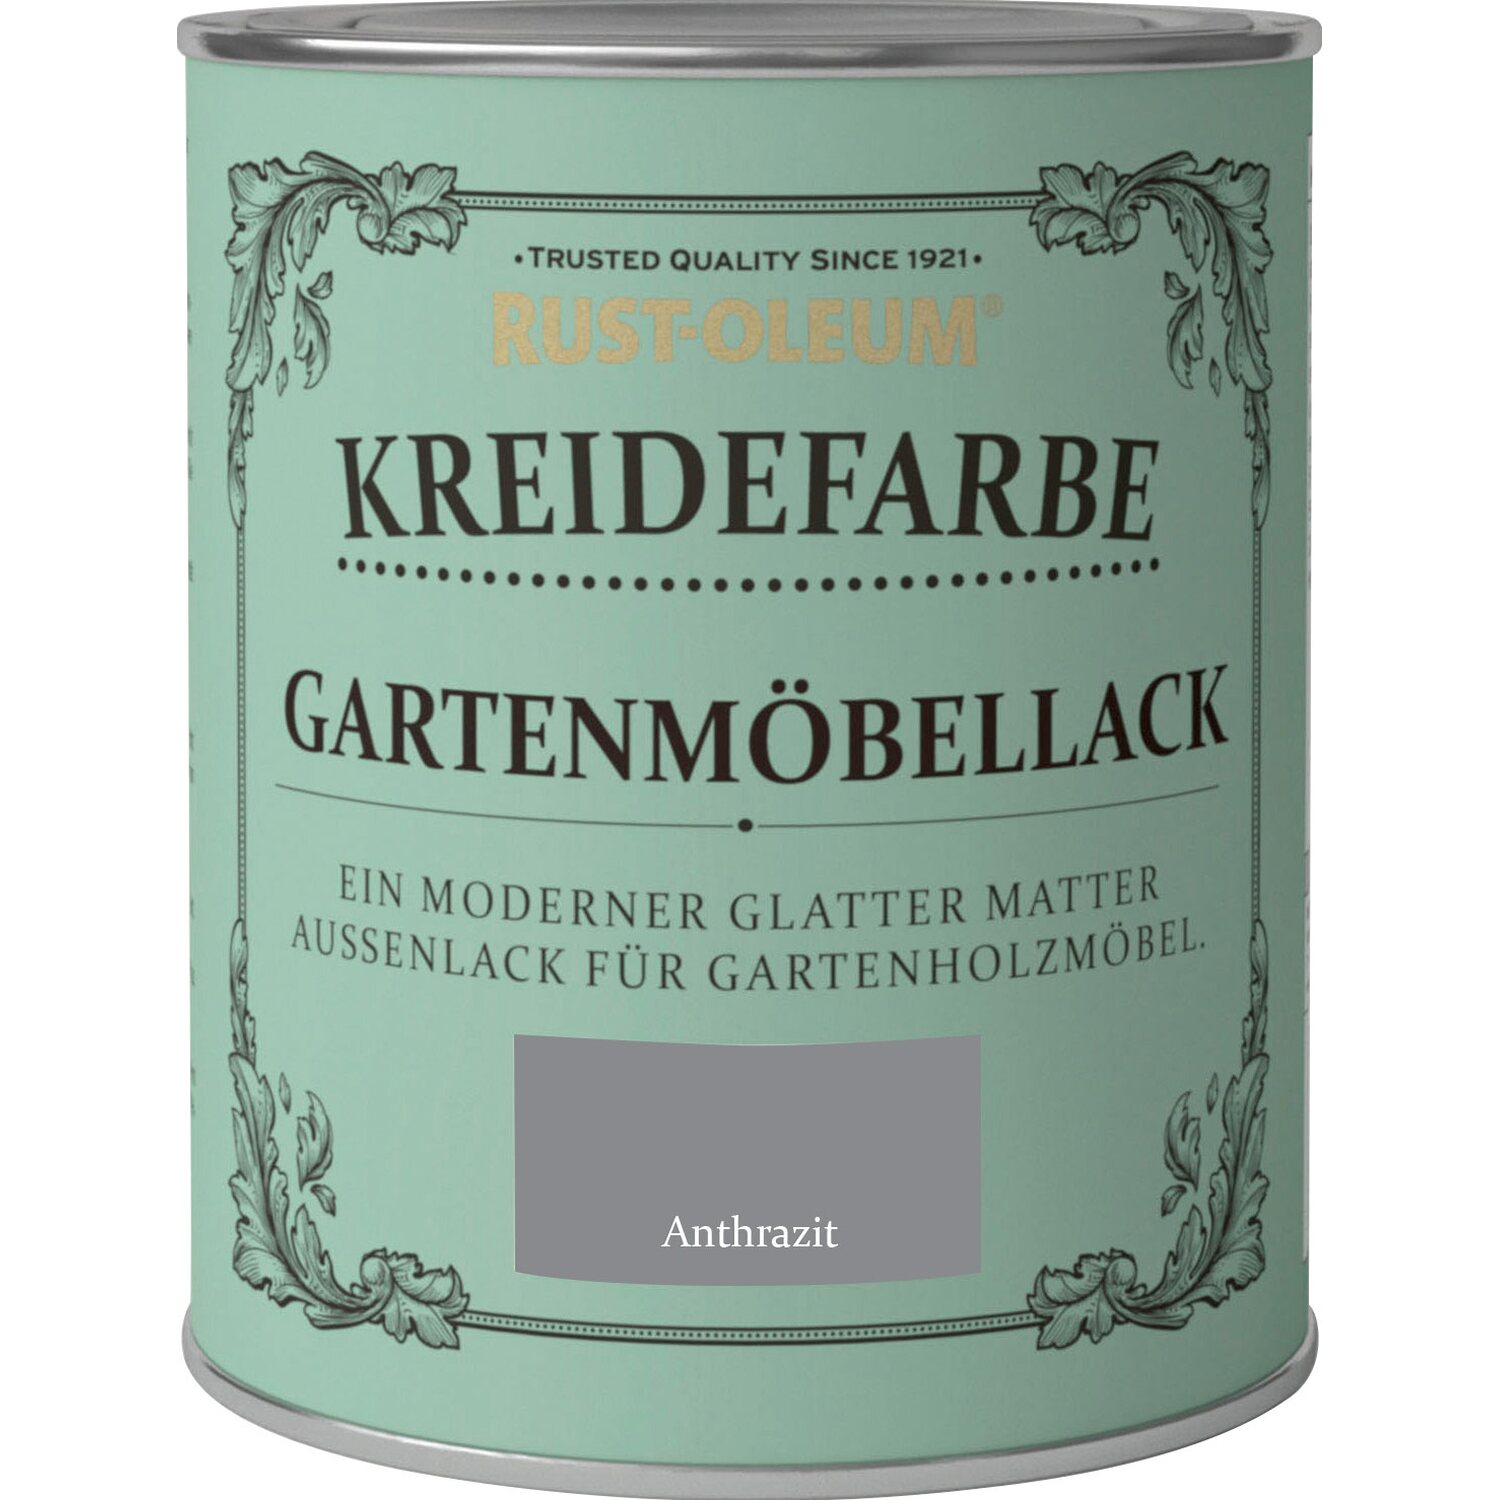 •TRUSTED QUALITY SINCE 1921•
RUST-OLEUM®
KREIDEFARBE
GARTENMÖBELLACK
EIN MODERNER GLATTER MATTER
AUSSENLACK FÜR GARTENHOLZMÖBEL.
Anthrazit